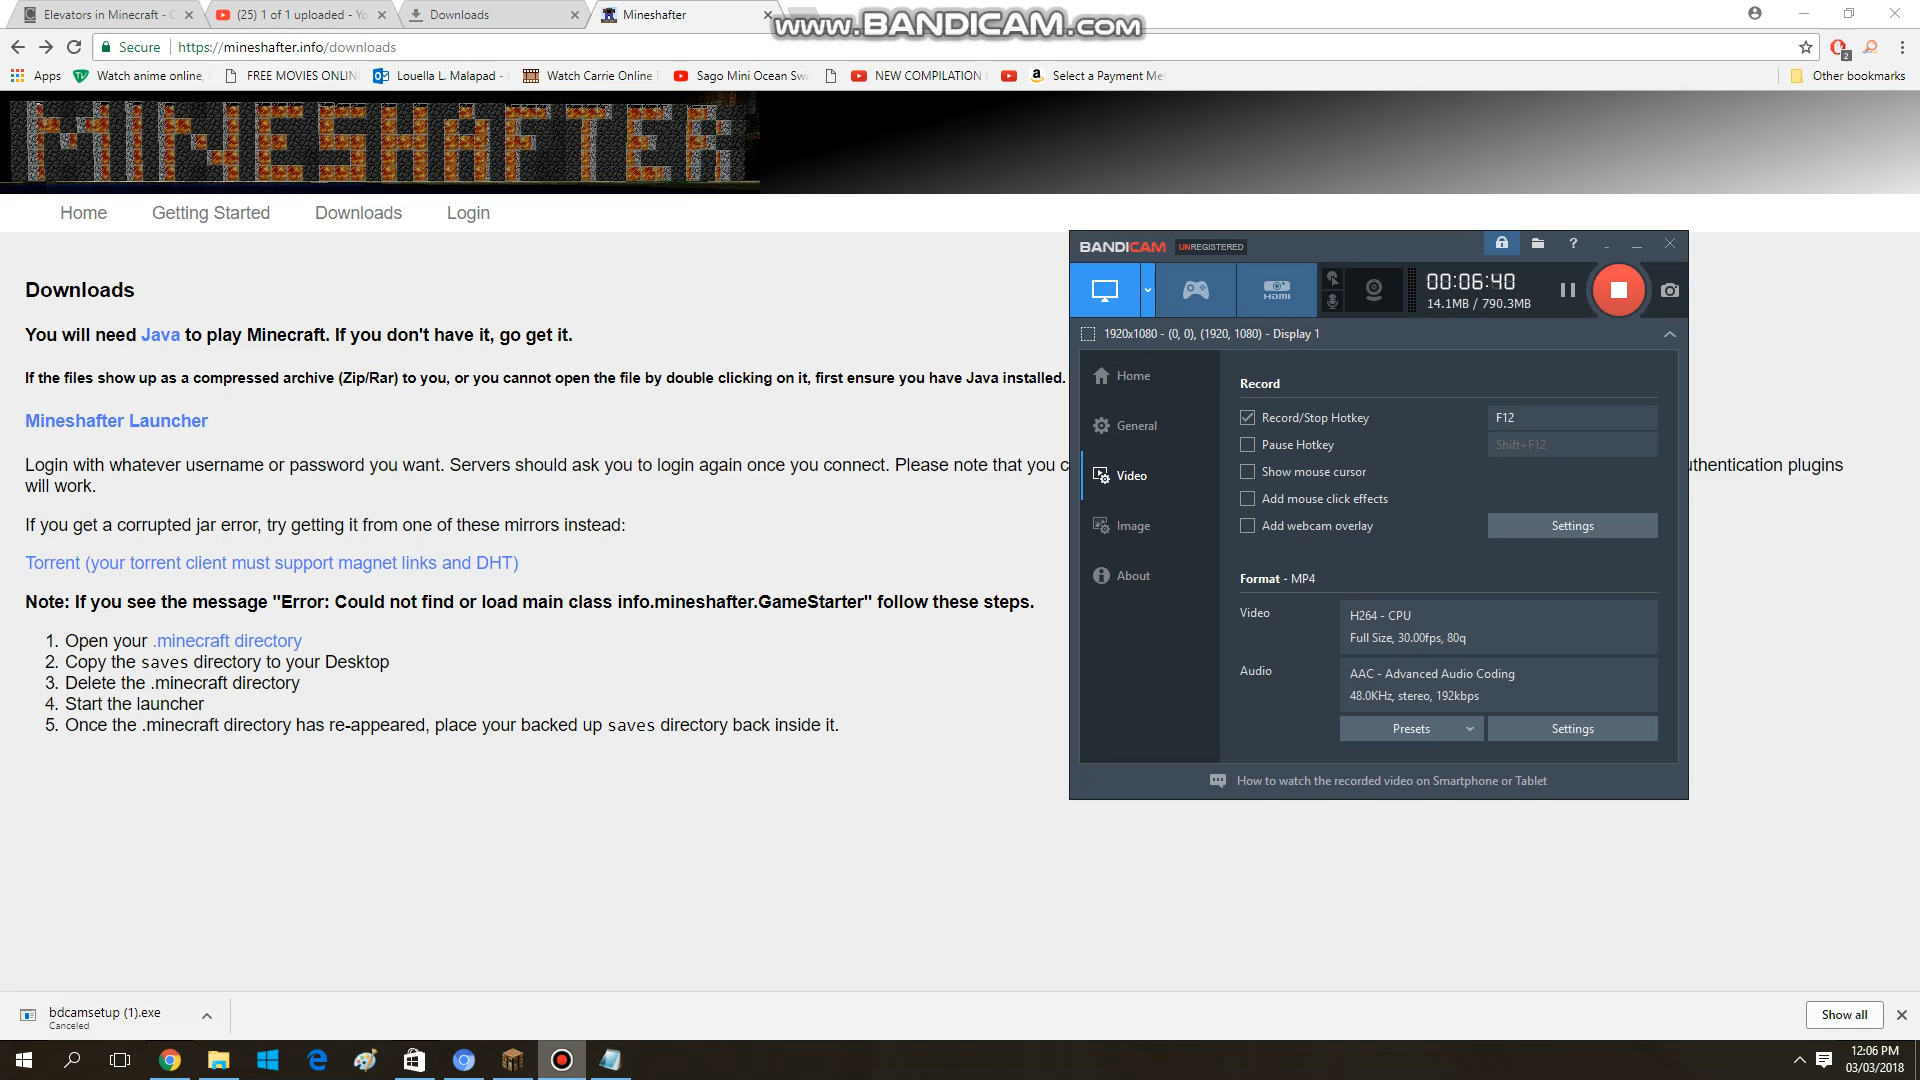 Elevators in Minecraft - C
(25) 1 of 1 uploaded - Yo
Downloads
Mineshafter
www.BANDICAM.com
Secure
https://mineshafter.info/downloads
Apps
Watch anime online,
FREE MOVIES ONLIN
Louella L. Malapad -
Watch Carrie Online
Sago Mini Ocean Swi
NEW COMPILATION
Select a Payment Me
Other bookmarks
MINESHAFTER
Home
Getting Started
Downloads
Login
Downloads
You will need Java to play Minecraft. If you don't have it, go get it.
If the files show up as a compressed archive (Zip/Rar) to you, or you cannot open the file by double clicking on it, first ensure you have Java installed.
Mineshafter Launcher
Login with whatever username or password you want. Servers should ask you to login again once you connect. Please note that you c
uthentication plugins
will work.
If you get a corrupted jar error, try getting it from one of these mirrors instead:
Torrent (your torrent client must support magnet links and DHT)
Note: If you see the message "Error: Could not find or load main class info.mineshafter.GameStarter" follow these steps.
1. Open your .minecraft directory
2. Copy the saves directory to your Desktop
3. Delete the .minecraft directory
4. Start the launcher
5. Once the .minecraft directory has re-appeared, place your backed up saves directory back inside it.
BANDICAM
UNREGISTERED
HDMI
00:06:40
14.1MB / 790.3MB
1920x1080 - (0, 0), (1920, 1080) - Display 1
Home
General
Video
Image
About
Record
Record/Stop Hotkey
F12
Pause Hotkey
Shift+F12
Show mouse cursor
Add mouse click effects
Add webcam overlay
Settings
Format - MP4
Video
H264 - CPU
Full Size, 30.00fps, 80q
Audio
AAC - Advanced Audio Coding
48.0KHz, stereo, 192kbps
Presets
Settings
How to watch the recorded video on Smartphone or Tablet
bdcamsetup (1).exe
Canceled
Show all
12:06 PM
03/03/2018